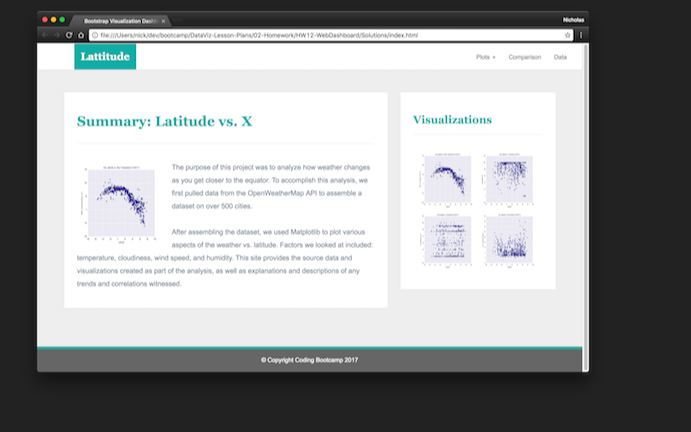 Bootstrap Visualization Dashb
Nicholas
file:///Users/nick/dev/bootcamp/DataViz-Lesson-Plans/02-Homework/HW12-WebDashboard/Solutions/index.html
Lattitude
Plots
Comparison
Data
Summary: Latitude vs. X
The purpose of this project was to analyze how weather changes
as you get closer to the equator. To accomplish this analysis, we
first pulled data from the OpenWeatherMap API to assemble a
dataset on over 500 cities.
After assembling the dataset, we used Matplotlib to plot various
aspects of the weather vs. latitude. Factors we looked at included:
temperature, cloudiness, wind speed, and humidity. This site provides the source data and
visualizations created as part of the analysis, as well as explanations and descriptions of any
trends and correlations witnessed.
Visualizations
© Copyright Coding Bootcamp 2017